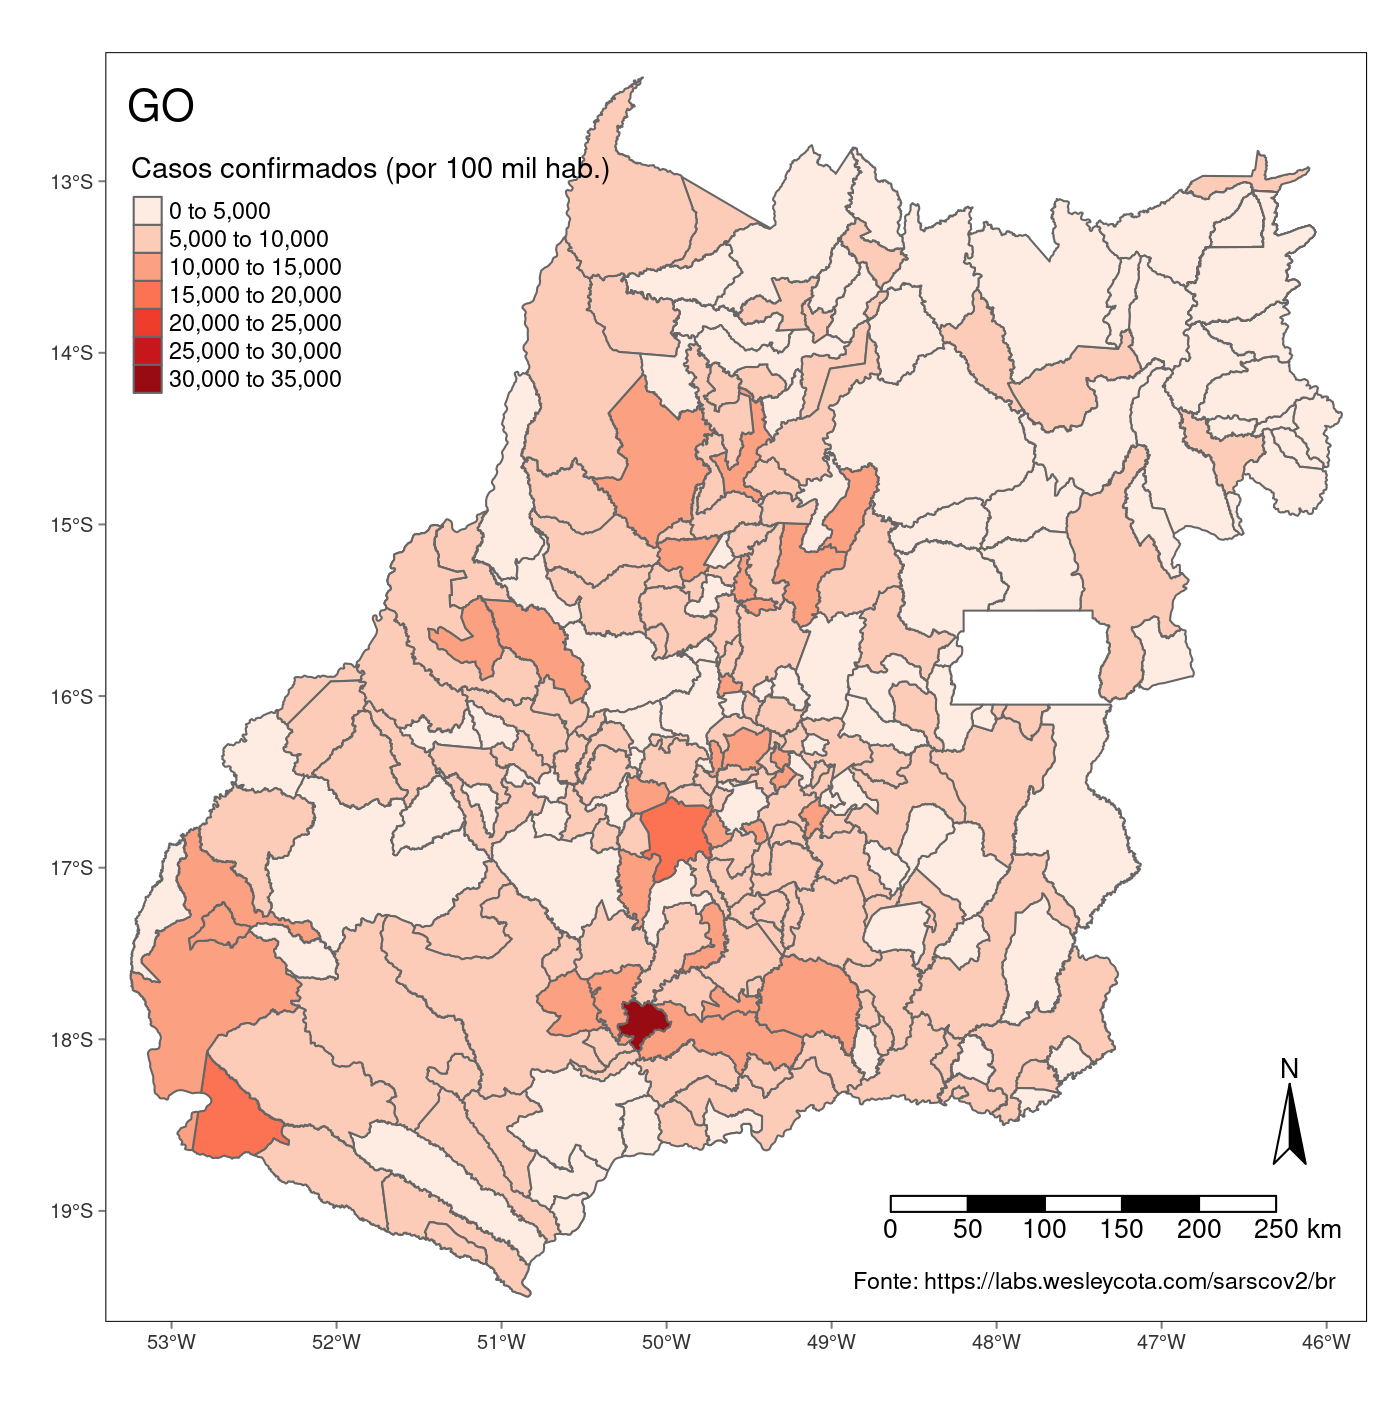 GO
Casos confirmados (por 100 mil hab.)
0 to 5,000
5,000 to 10,000
10,000 to 15,000
15,000 to 20,000
20,000 to 25,000
25,000 to 30,000
30,000 to 35,000
13°S
14°S
15°S
16°S
17°S
18°S
19°S
N
0 50 100 150 200 250 km
Fonte: https://labs.wesleycota.com/sarscov2/br
53°W 52°W 51°W 50°W 49°W 48°W 47°W 46°W